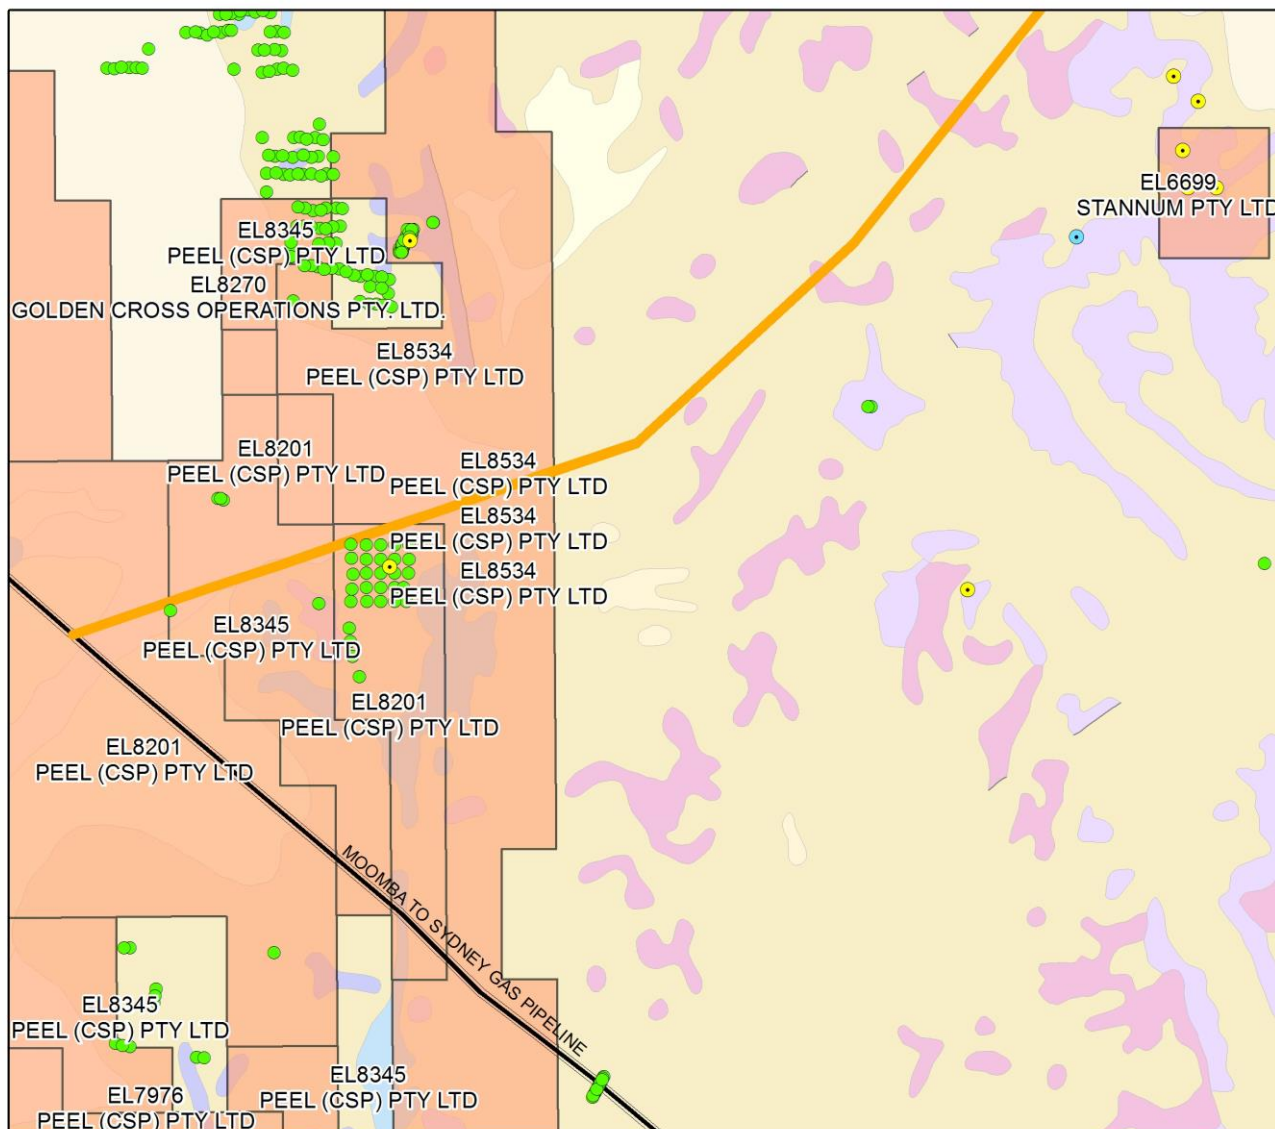 EL6699
STANNUM PTY LTD
EL8345
PEEL (CSP) PTY LTD
EL8270
GOLDEN CROSS OPERATIONS PTY. LTD.
EL8534
PEEL (CSP) PTY LTD
EL8201
PEEL (CSP) PTY LTD
EL8534
PEEL (CSP) PTY LTD
EL8534
PEEL (CSP) PTY LTD
EL8534
PEEL (CSP) PTY LTD
EL8345
PEEL (CSP) PTY LTD
EL8201
PEEL (CSP) PTY LTD
EL8201
PEEL (CSP) PTY LTD
MOOMBA TO SYDNEY GAS PIPELINE
EL8345
PEEL (CSP) PTY LTD
EL8345
PEEL (CSP) PTY LTD
EL7976
PEEL (CSP) PTY LTD